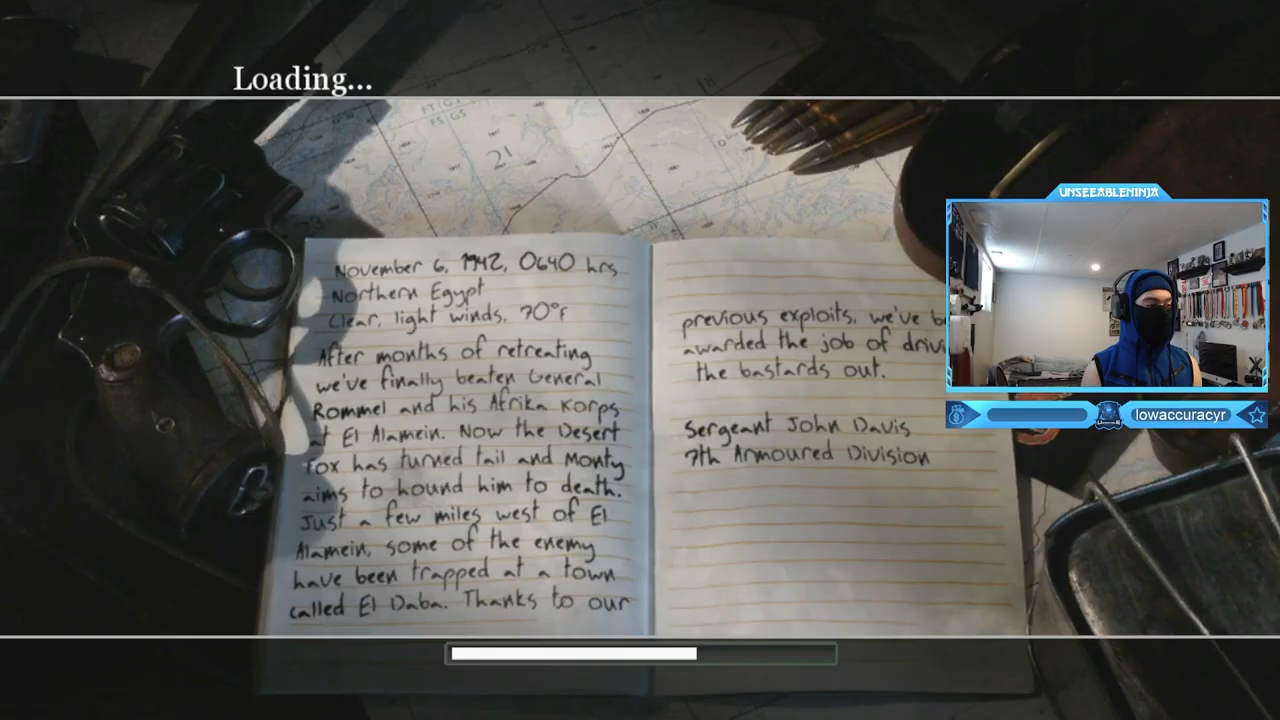 Loading...
FT(G)
FS GS
21
November 6, 1942, 0640 hrs
Northern Egypt
Clear, light winds, 70°F
After months of retreating
we've finally beaten General
Rommel and his Afrika Korps
at El Alamein. Now the Desert
Fox has turned tail and Monty
aims to hound him to death.
Just a few miles west of El
Alamein, some of the enemy
have been trapped at a town
called El Daba. Thanks to our
previous exploits, we've
awarded the job of
the bastards out.
Sergeant John Davis
7th Armoured Division
UNSEEABLENINJA
lowaccuracyr